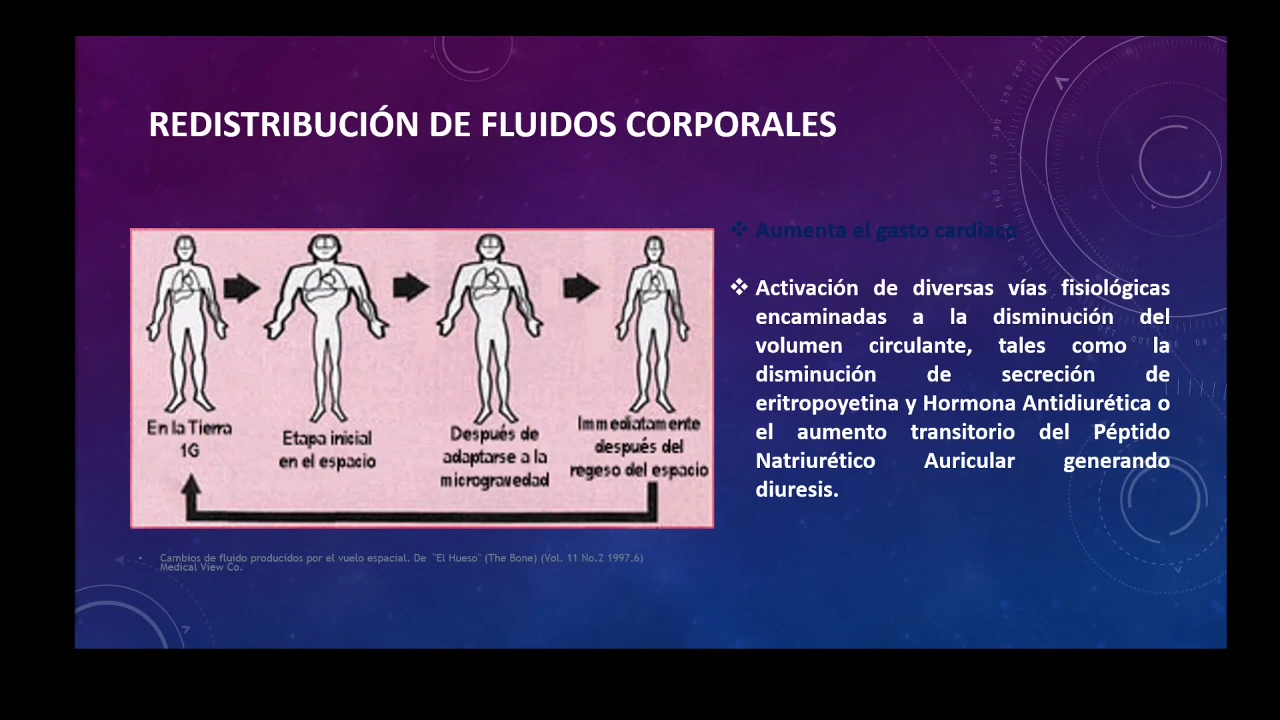 REDISTRIBUCIÓN DE FLUIDOS CORPORALES
En la Tierra
1G
Etapa inicial
en el espacio
Después de
adaptarse a la
microgravedad
Immediatamente
después del
regeso del espacio
Cambios de fluido producidos por el vuelo espacial. De "El Hueso" (The Bone) (Vol. 11 No.2 1997.6)
Medical View Co.
❖ Aumenta el gasto cardiaco
❖ Activación de diversas vías fisiológicas
encaminadas a la disminución del
volumen circulante, tales como la
disminución de secreción de
eritropoyetina y Hormona Antidiurética o
el aumento transitorio del Péptido
Natriurético Auricular generando
diuresis.